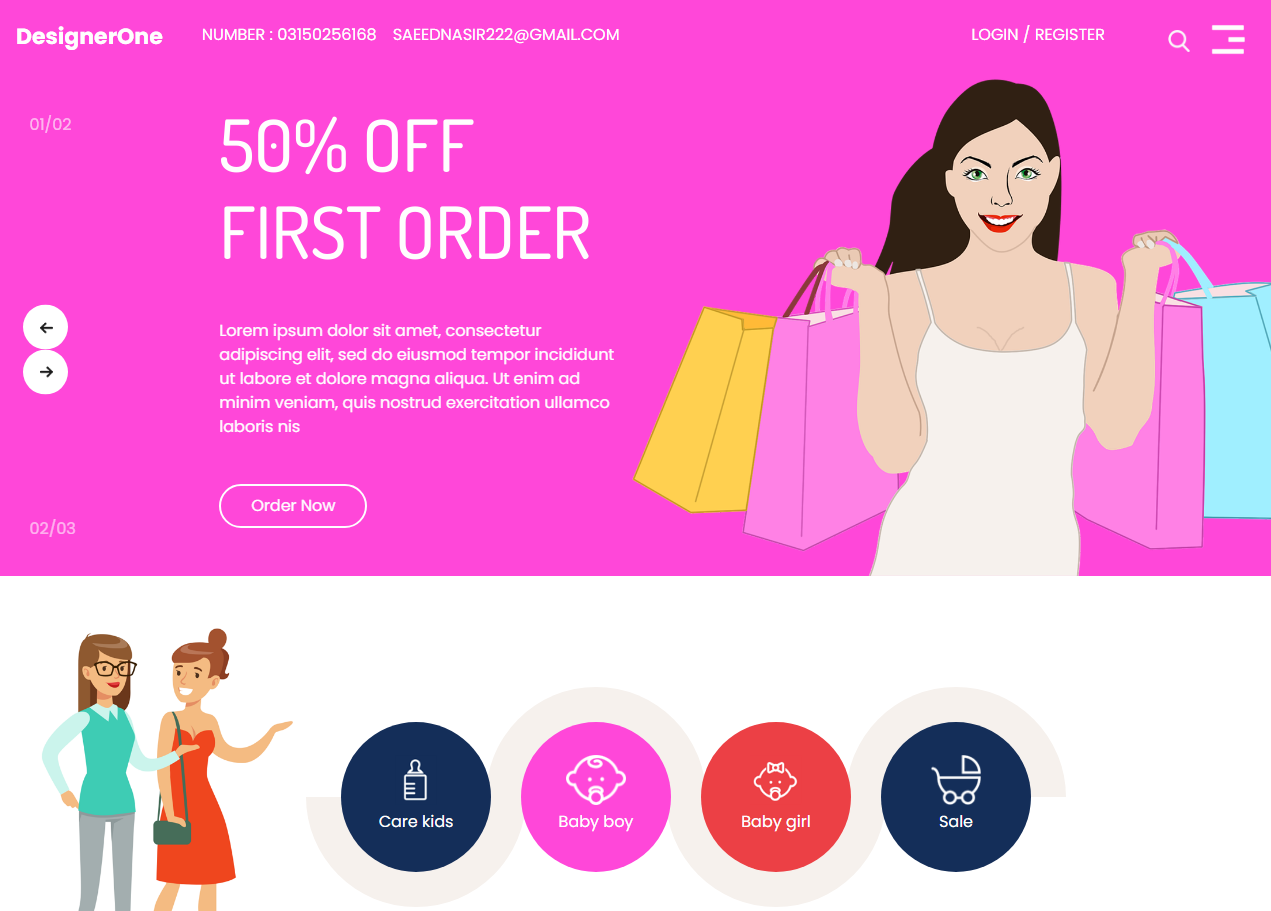 DesignerOne
NUMBER : 03150256168
SAEEDNASIR222@GMAIL.COM
LOGIN / REGISTER
01/02
50% OFF
FIRST ORDER
Lorem ipsum dolor sit amet, consectetur
adipiscing elit, sed do eiusmod tempor incididunt
ut labore et dolore magna aliqua. Ut enim ad
minim veniam, quis nostrud exercitation ullamco
laboris nis
Order Now
02/03
Care kids
Baby boy
Baby girl
Sale